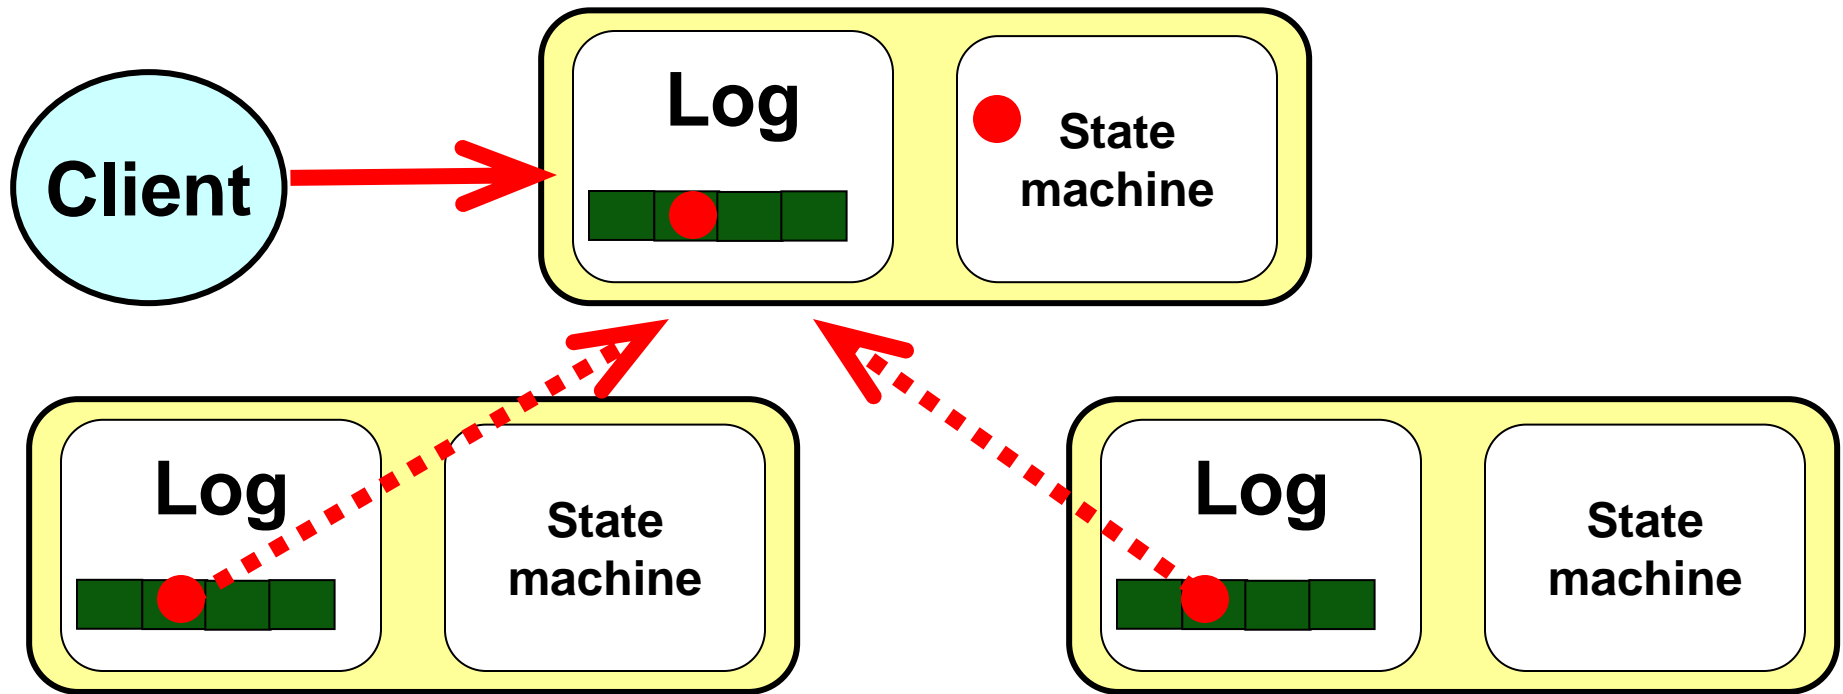 Client
Log
State
machine
Log
State
machine
Log
State
machine